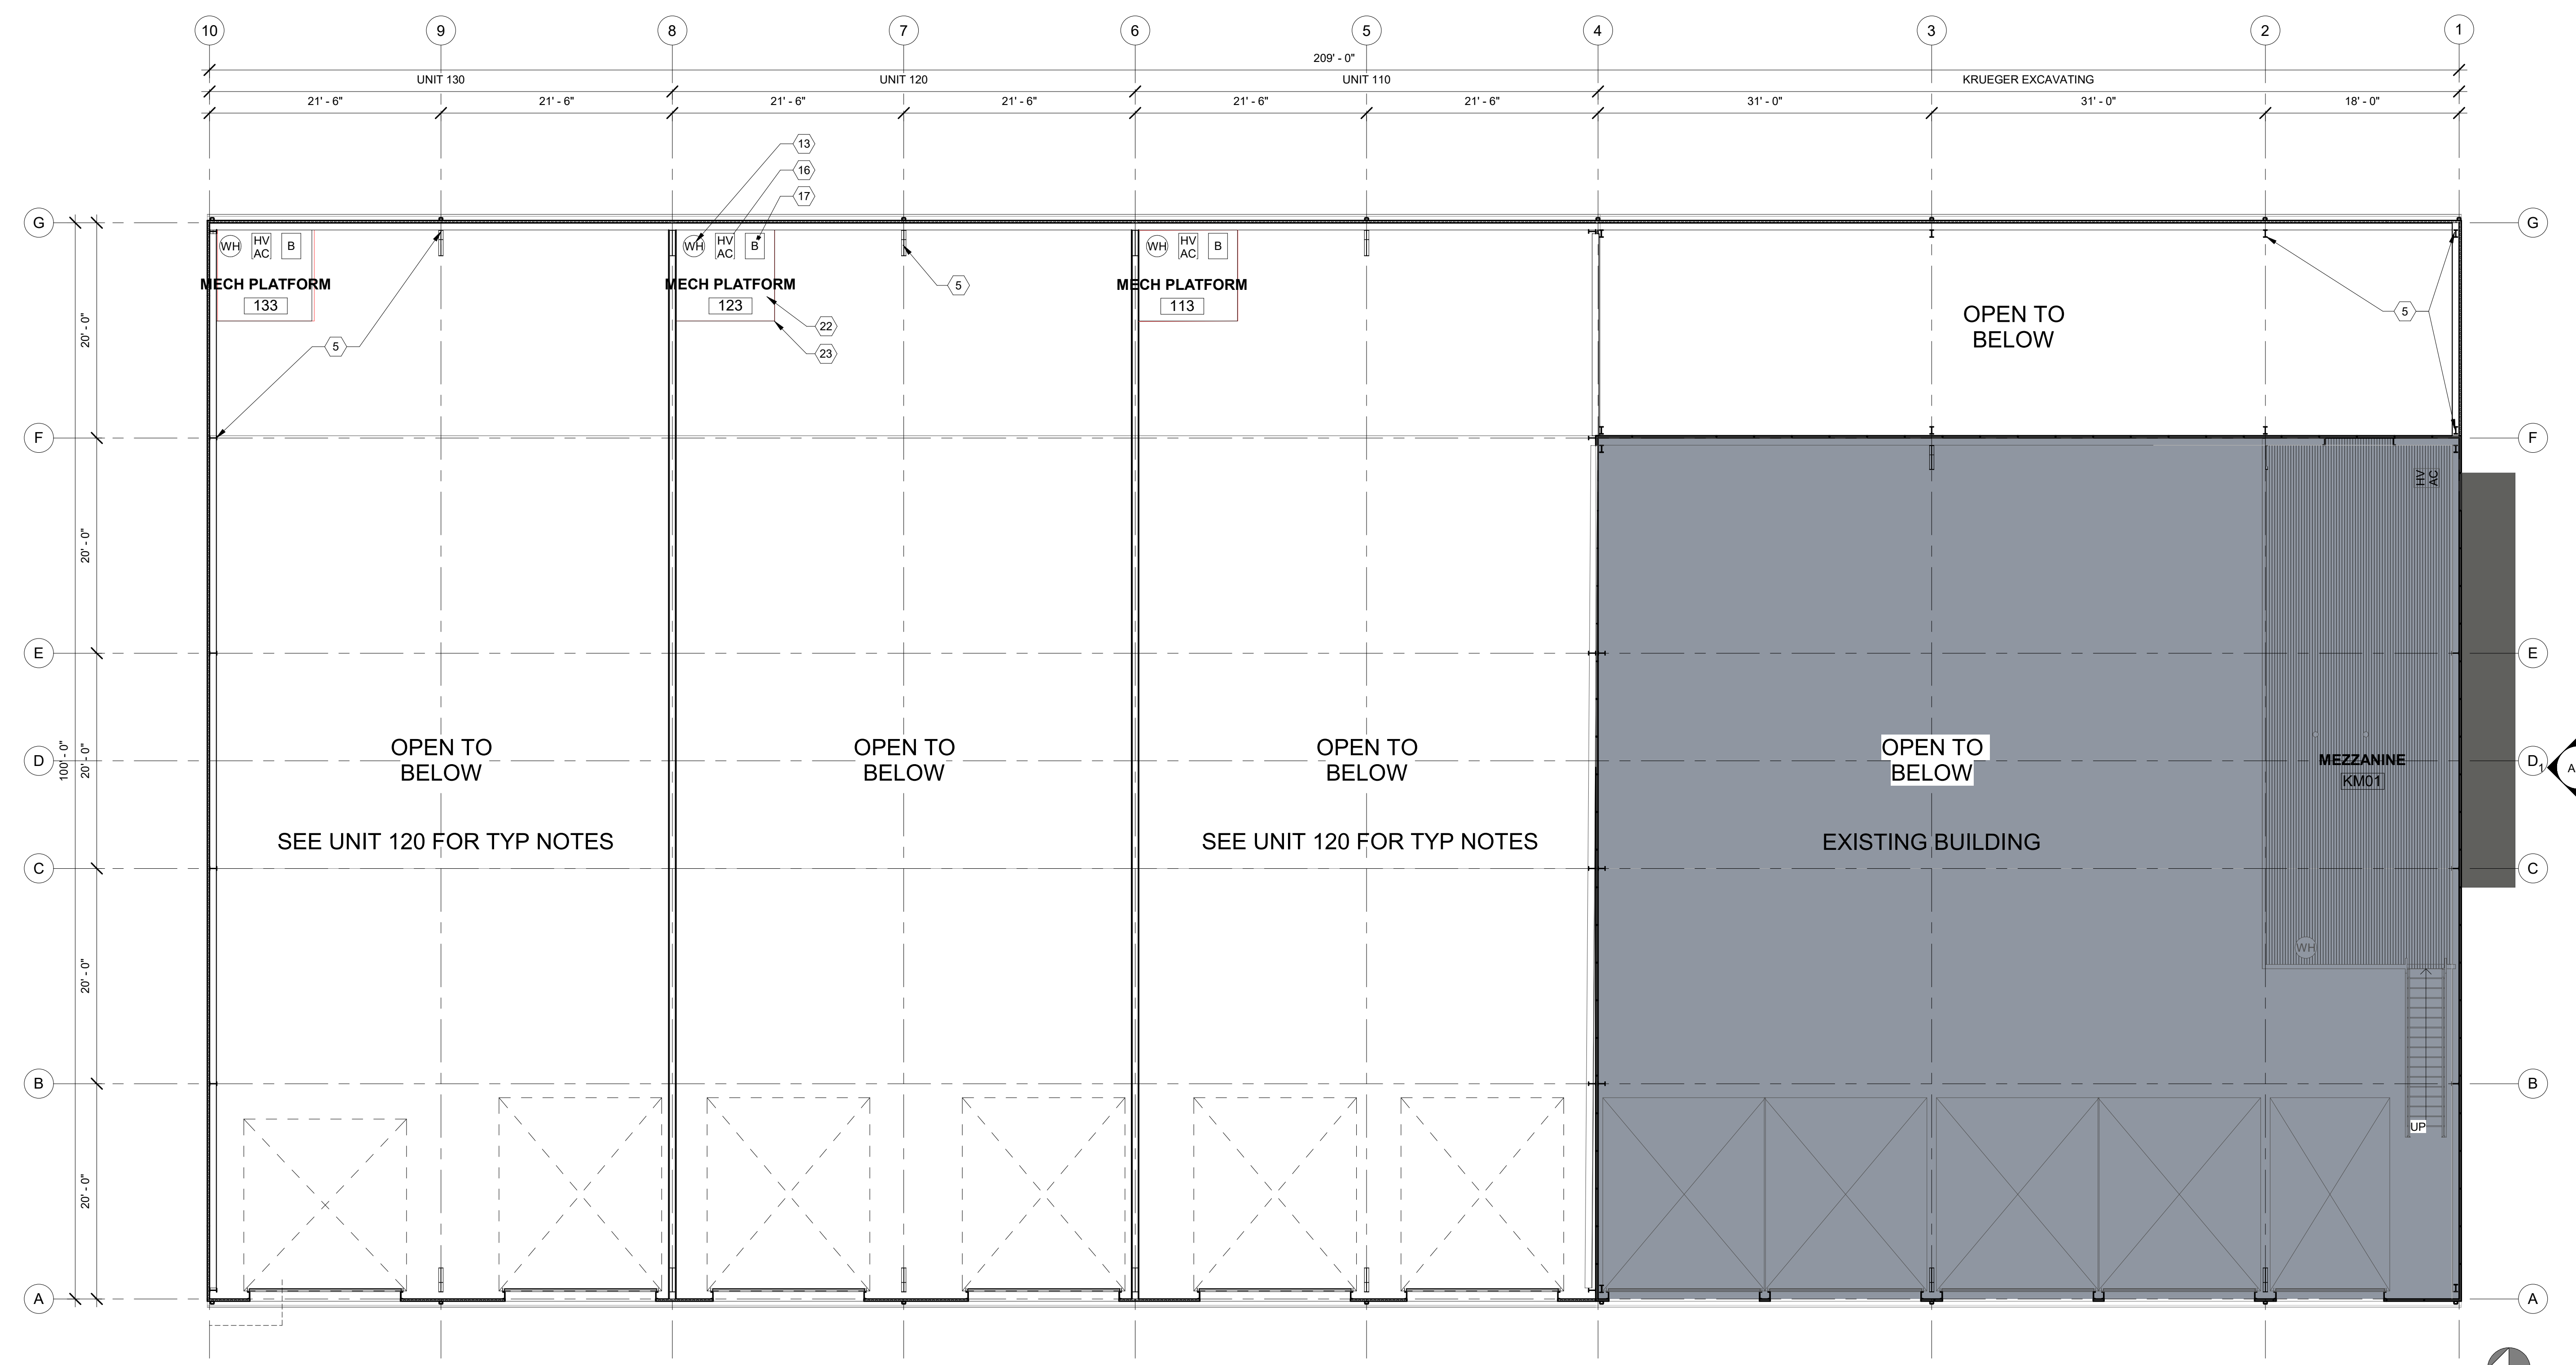 10 9 8 7 6 5 4 3 2 1
209' - 0"
UNIT 130 UNIT 120 UNIT 110 KRUEGER EXCAVATING
21' - 6" 21' - 6" 21' - 6" 21' - 6" 21' - 6" 21' - 6" 31' - 0" 31' - 0" 18' - 0"
13
16
17
G G
WH HV AC B WH HV AC B WH HV AC B
MECH PLATFORM MECH PLATFORM MECH PLATFORM
133 123 113
5
5
22
23
5
OPEN TO
BELOW
20' - 0"
F F
HV
AC
20' - 0"
E E
OPEN TO OPEN TO OPEN TO OPEN TO
BELOW BELOW BELOW BELOW
D D
1
A
100' - 0"
20' - 0"
MEZZANINE
KM01
SEE UNIT 120 FOR TYP NOTES SEE UNIT 120 FOR TYP NOTES EXISTING BUILDING
C C
WH
20' - 0"
B B
UP
20' - 0"
A A